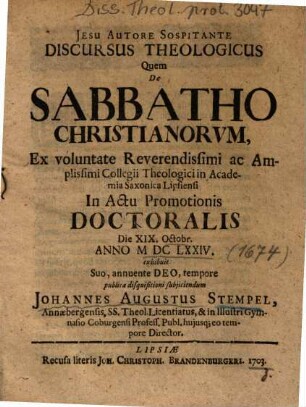 Diss. Theol. prot. 3047
JESU AUTORE SOSPITANTE
DISCURSUS THEOLOGICUS
Quem
De
SABBATHO
CHRISTIANORVM,
Ex voluntate Reverendissimi ac Am-
plissimi Collegii Theologici in Acade-
mia Saxonica Lipsiensi
In Actu Promotionis
DOCTORALIS
Die XIX. Octobr.
ANNO M DC LXXIV.
(1674)
exhibuit
Suo, annuente DEO, tempore
publicæ disquisitioni subjiciendum
JOHANNES AUGUSTUS STEMPEL,
Annæbergensis, SS. Theol. Licentiatus, & in Illustri Gym-
nasio Coburgensi Profess. Publ. hujusq; eo tem-
pore Director.
LIPSIÆ
Recusa literis JOH. CHRISTOPH. BRANDENBURGERI. 1703.